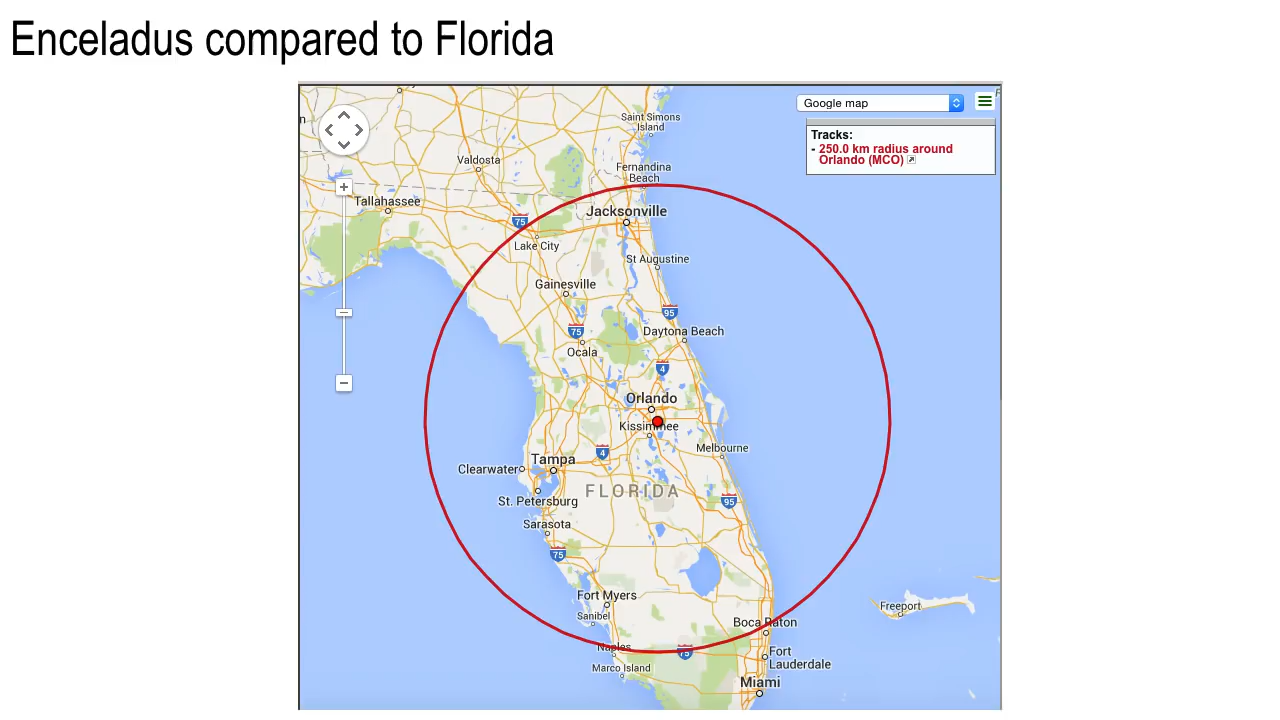 Enceladus compared to Florida
Google map
Tracks:
- 250.0 km radius around
Orlando (MCO)
Saint Simons
Island
Valdosta
Fernandina
Beach
Tallahassee
75
Jacksonville
Lake City
St Augustine
Gainesville
95
75
Daytona Beach
Ocala
4
Orlando
Kissimmee
Melbourne
4
Tampa
Clearwater
FLORIDA
St. Petersburg
95
Sarasota
75
Fort Myers
Freeport
Sanibel
Boca Raton
Naples
75
Fort
Lauderdale
Marco Island
Miami